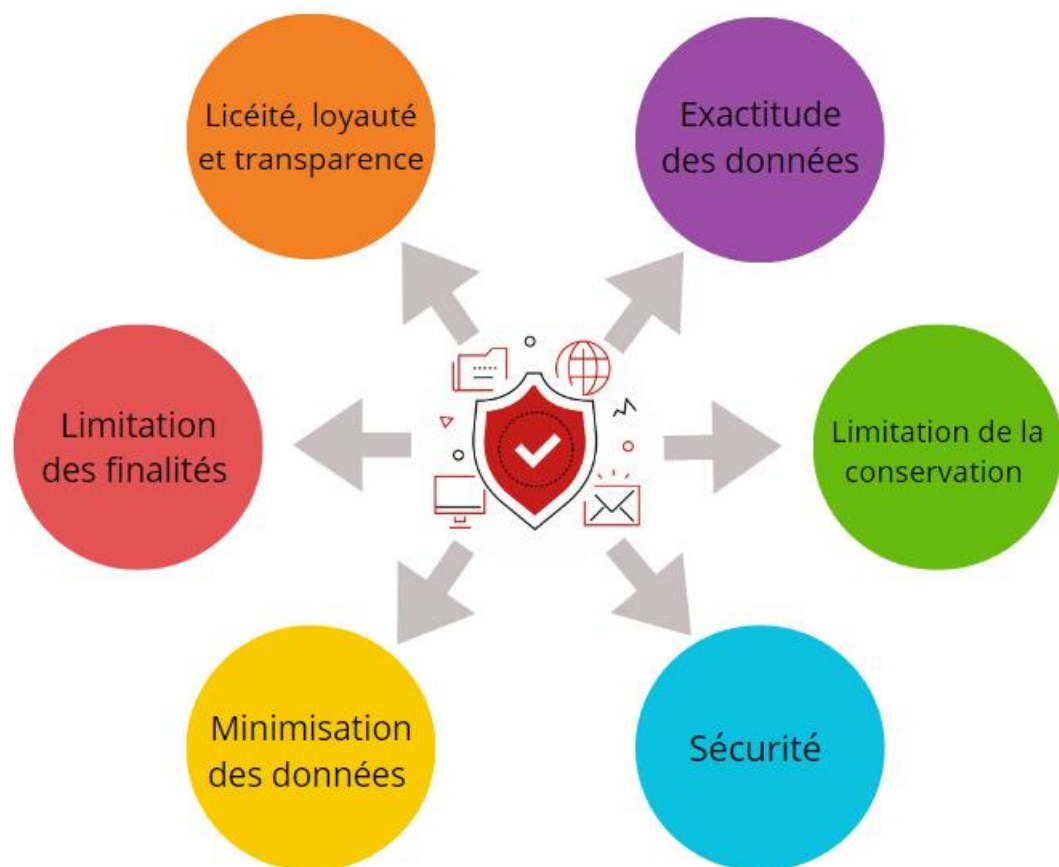 Licéité, loyauté
et transparence
Exactitude
des données
Limitation
des finalités
Limitation de la
conservation
Minimisation
des données
Sécurité